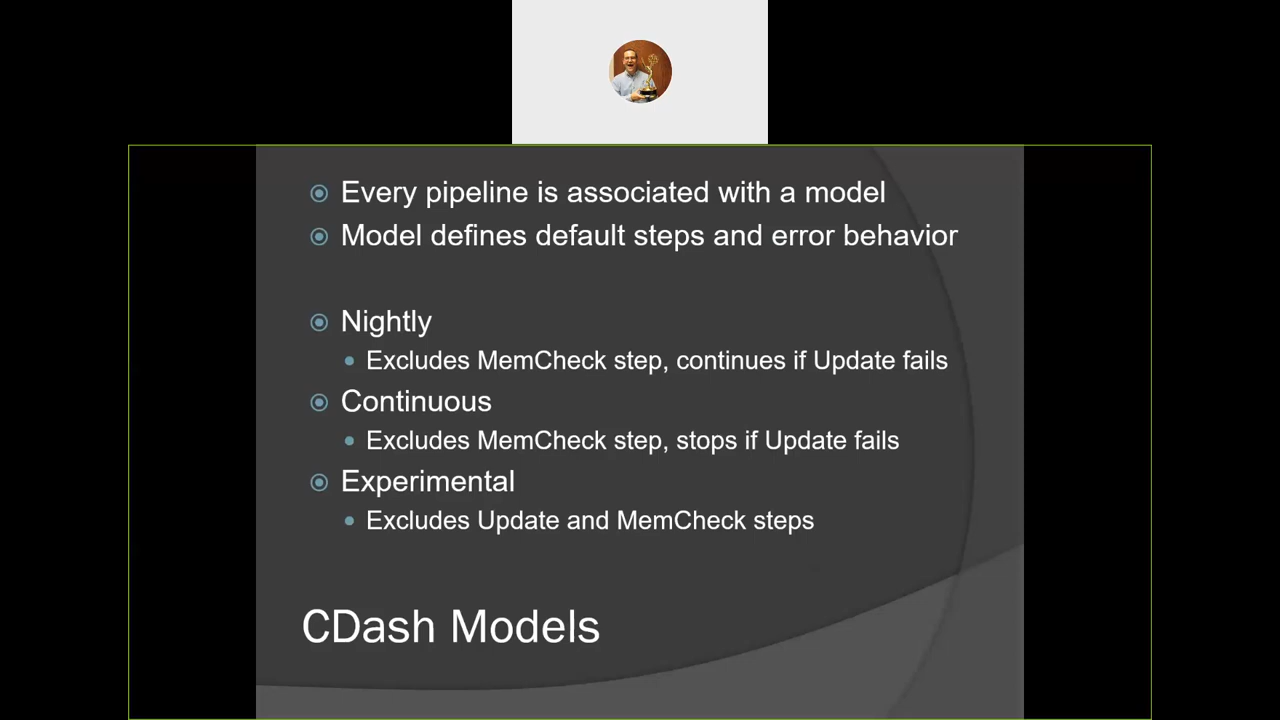 Every pipeline is associated with a model
Model defines default steps and error behavior
Nightly
Excludes MemCheck step, continues if Update fails
Continuous
Excludes MemCheck step, stops if Update fails
Experimental
Excludes Update and MemCheck steps
CDash Models